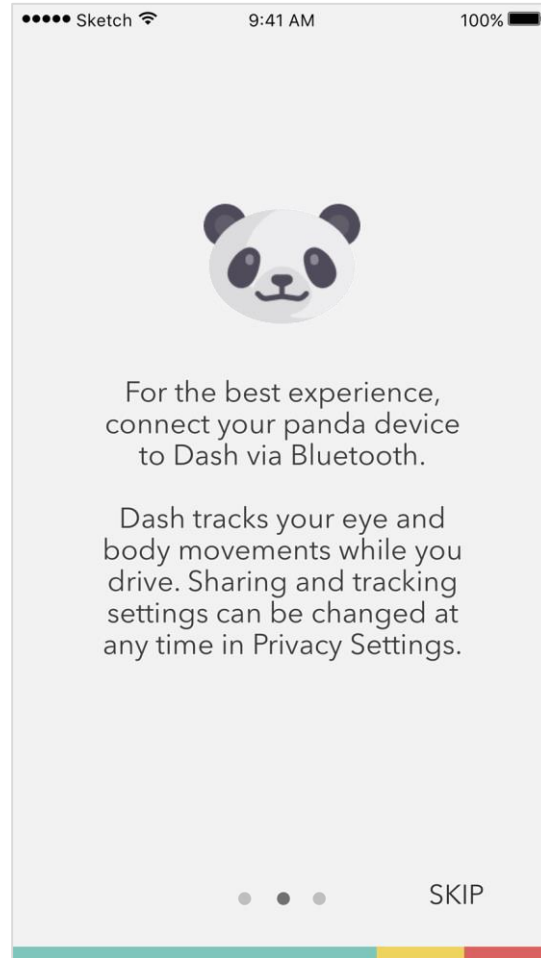 Sketch 9:41 AM 100%
For the best experience,
connect your panda device
to Dash via Bluetooth.
Dash tracks your eye and
body movements while you
drive. Sharing and tracking
settings can be changed at
any time in Privacy Settings.
SKIP